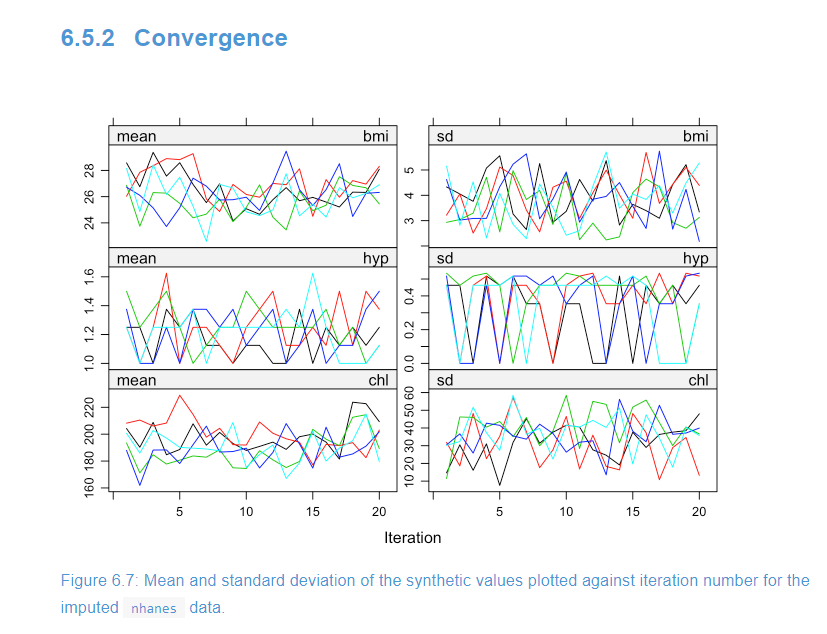 6.5.2 Convergence
mean bmi
sd bmi
28
26
24
5
4
3
mean hyp
sd hyp
1.6
1.4
1.2
1.0
0.4
0.2
0.0
mean chl
sd chl
220
200
180
160
60
50
40
30
20
10
5 10 15 20
5 10 15 20
Iteration
Figure 6.7: Mean and standard deviation of the synthetic values plotted against iteration number for the
imputed nhanes data.